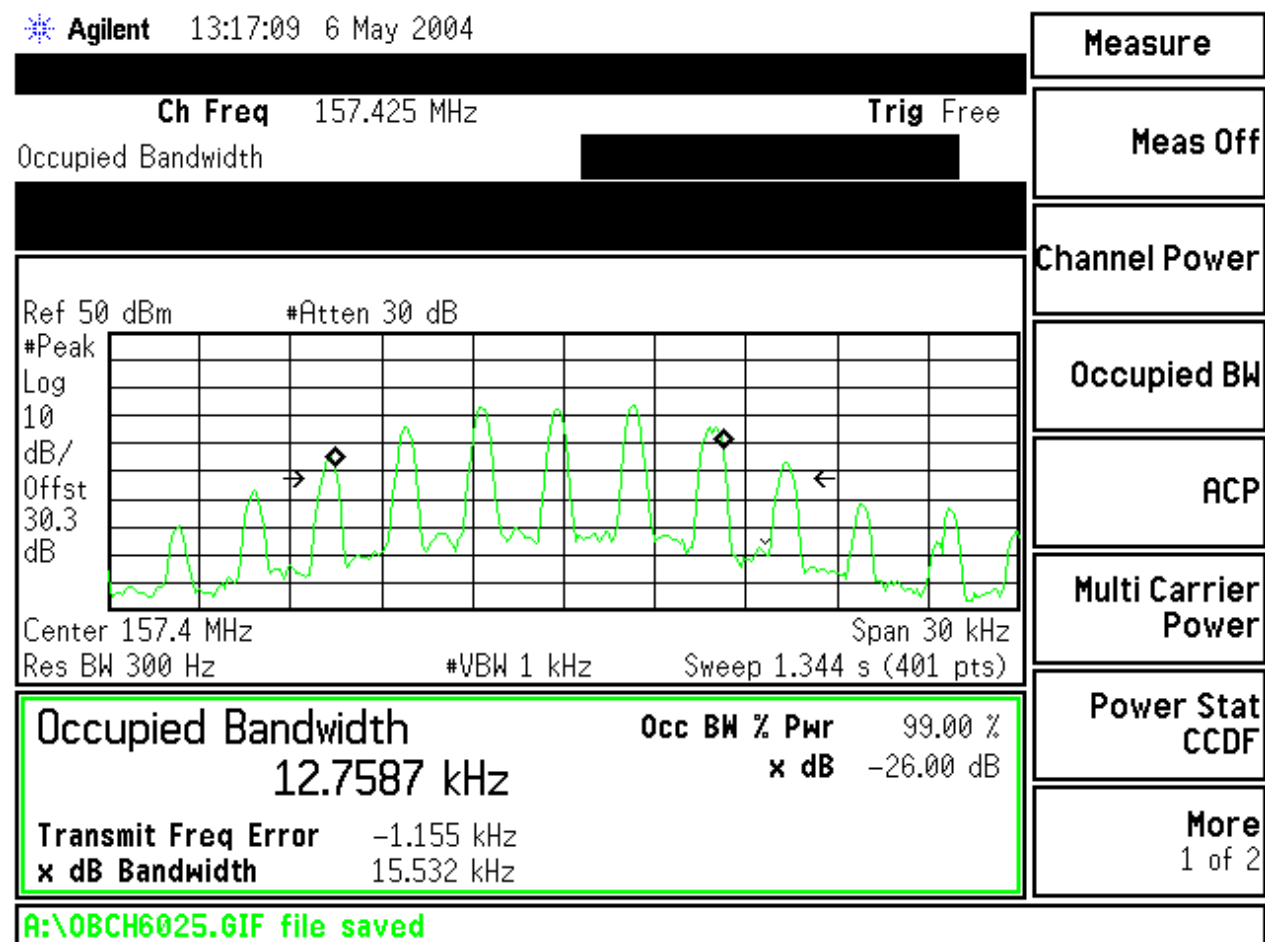 Agilent 13:17:09 6 May 2004
Measure
Ch Freq 157.425 MHz Trig Free
Occupied Bandwidth
Meas Off
Channel Power
Occupied BW
ACP
Multi Carrier
Power
Power Stat
CCDF
More
1 of 2
Ref 50 dBm #Atten 30 dB
#Peak
Log
10
dB/
Offst
30.3
dB
Center 157.4 MHz Span 30 kHz
Res BW 300 Hz #VBW 1 kHz Sweep 1.344 s (401 pts)
Occupied Bandwidth Occ BW % Pwr 99.00 %
12.7587 kHz x dB -26.00 dB
Transmit Freq Error -1.155 kHz
x dB Bandwidth 15.532 kHz
A:\OBCH6025.GIF file saved